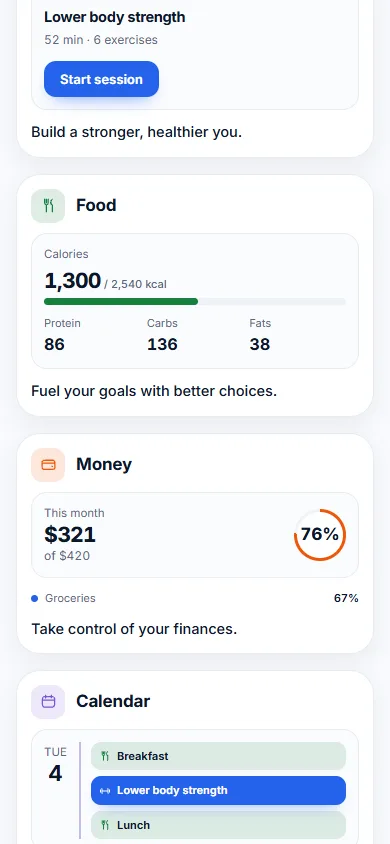 Lower body strength
52 min · 6 exercises
Start session
Build a stronger, healthier you.
Food
Calories
1,300 / 2,540 kcal
Protein Carbs Fats
86 136 38
Fuel your goals with better choices.
Money
This month
$321
of $420
76%
Groceries 67%
Take control of your finances.
Calendar
TUE
4
Breakfast
Lower body strength
Lunch